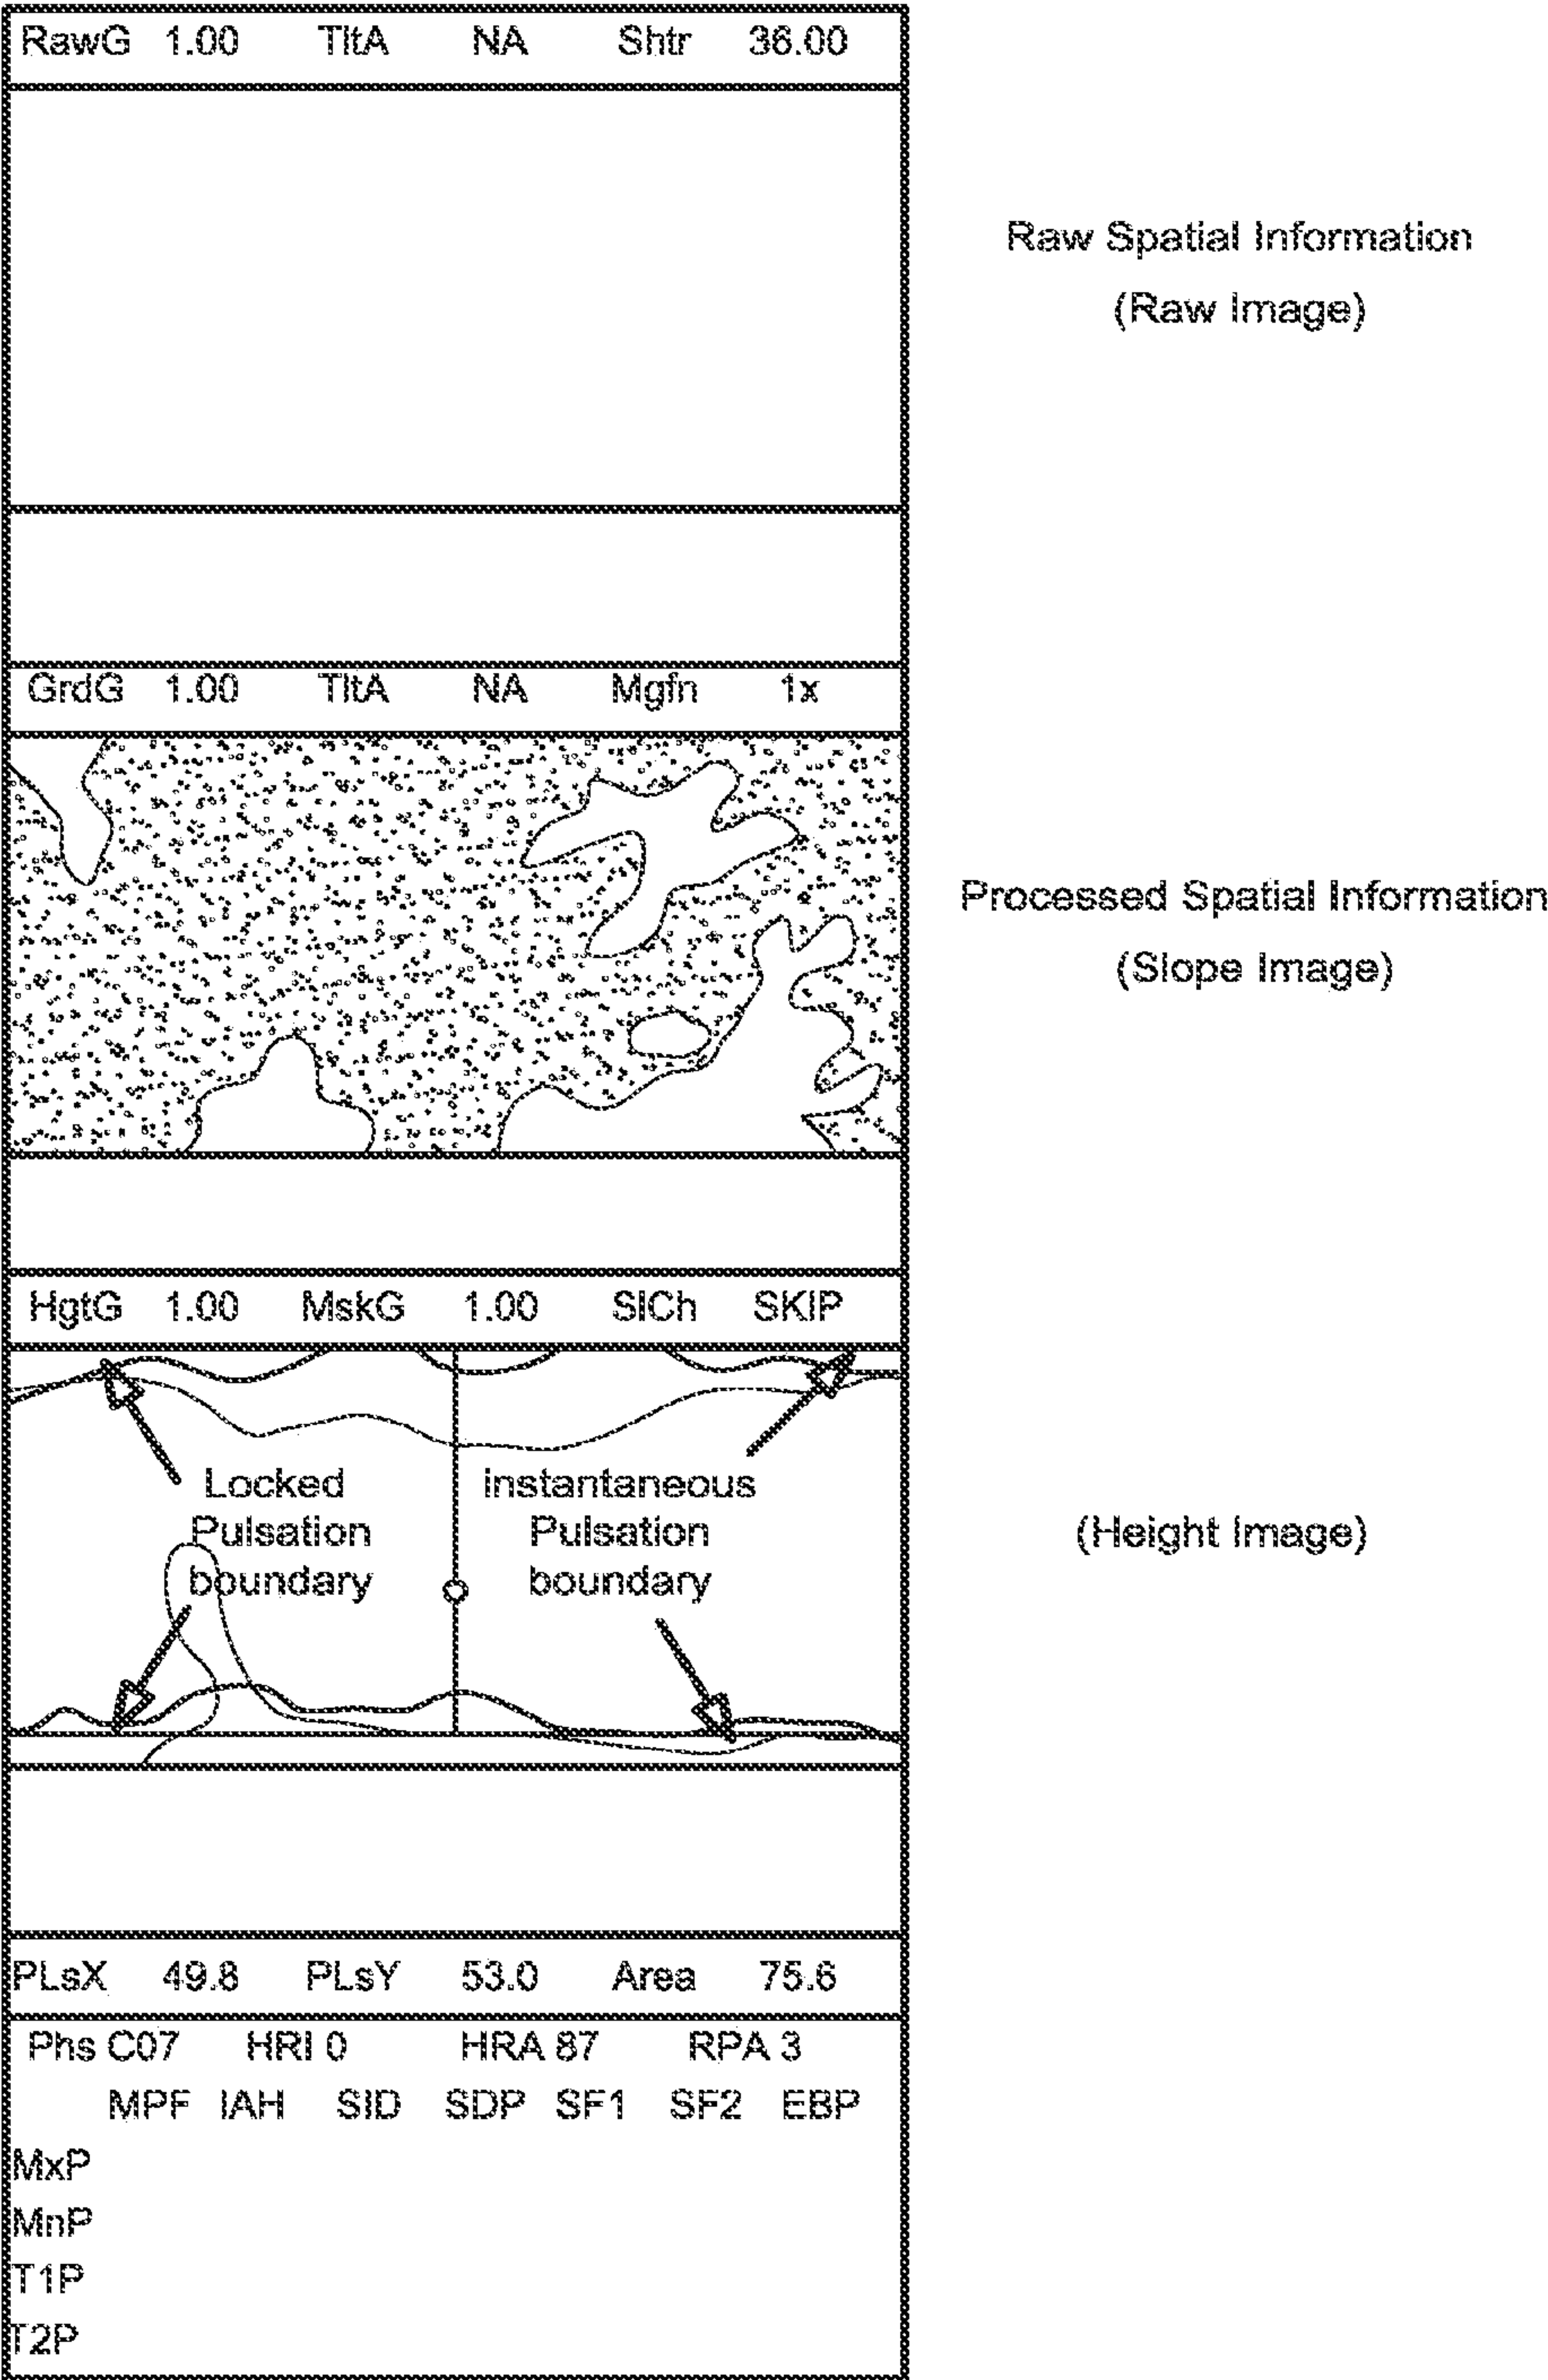 RawG 1.00 TltA NA Shtr 36.00
Raw Spatial Information
(Raw Image)
GrdG 1.00 TltA NA Mgfn 1x
Processed Spatial Information
(Slope Image)
HgtG 1.00 MskG 1.00 SlCh SKIP
Locked
Pulsation
boundary
instantaneous
Pulsation
boundary
(Height Image)
PLsX 49.8 PLsY 53.0 Area 75.6
Phs C07 HRI 0 HRA 87 RPA 3
MPF IAH SID SDP SF1 SF2 EBP
MxP
MnP
T1P
T2P